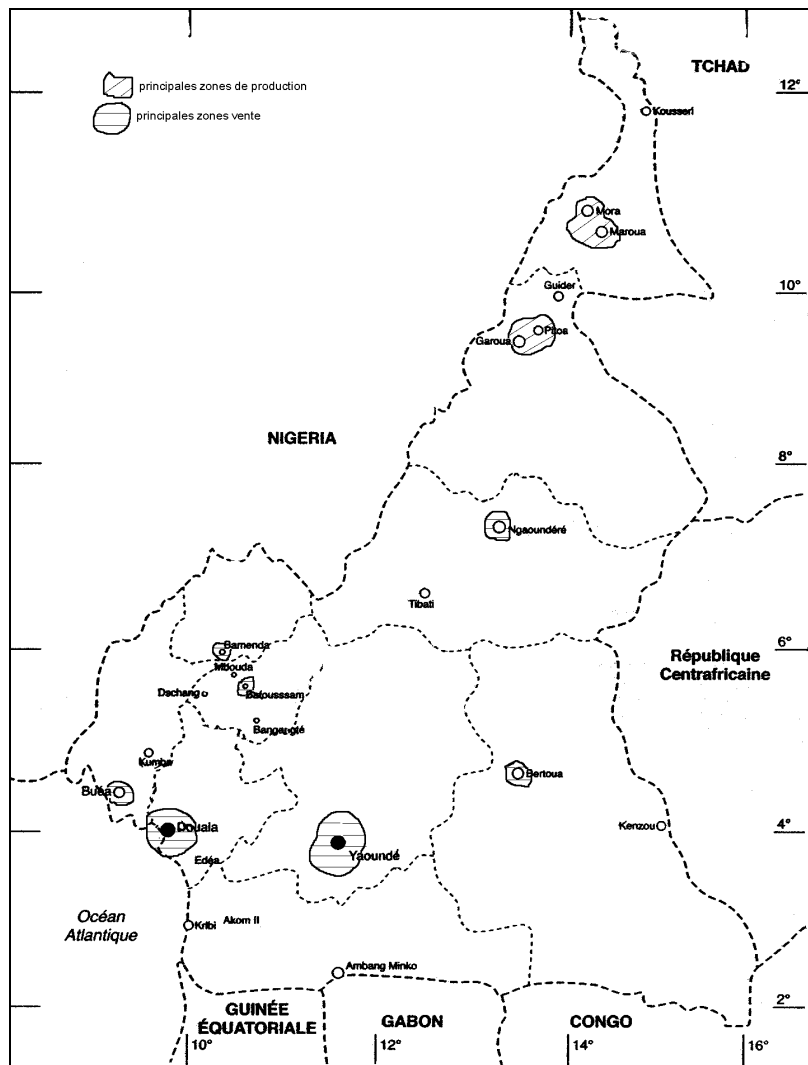 TCHAD
principales zones de production
12°
principales zones vente
Kousseri
Mora
Maroua
10°
Guider
Pitoa
Garoua
NIGERIA
8°
Ngaoundéré
Tibati
Bamenda
6°
Mbouda
République
Centrafricaine
Dschang
Bafousssam
Bangangté
Kumba
Bertoua
Buéa
Douala
Kenzou
4°
Yaoundé
Edéa
Océan
Atlantique
Akom II
Kribi
Ambang Minko
2°
GUINÉE
ÉQUATORIALE
GABON
CONGO
10°
12°
14°
16°